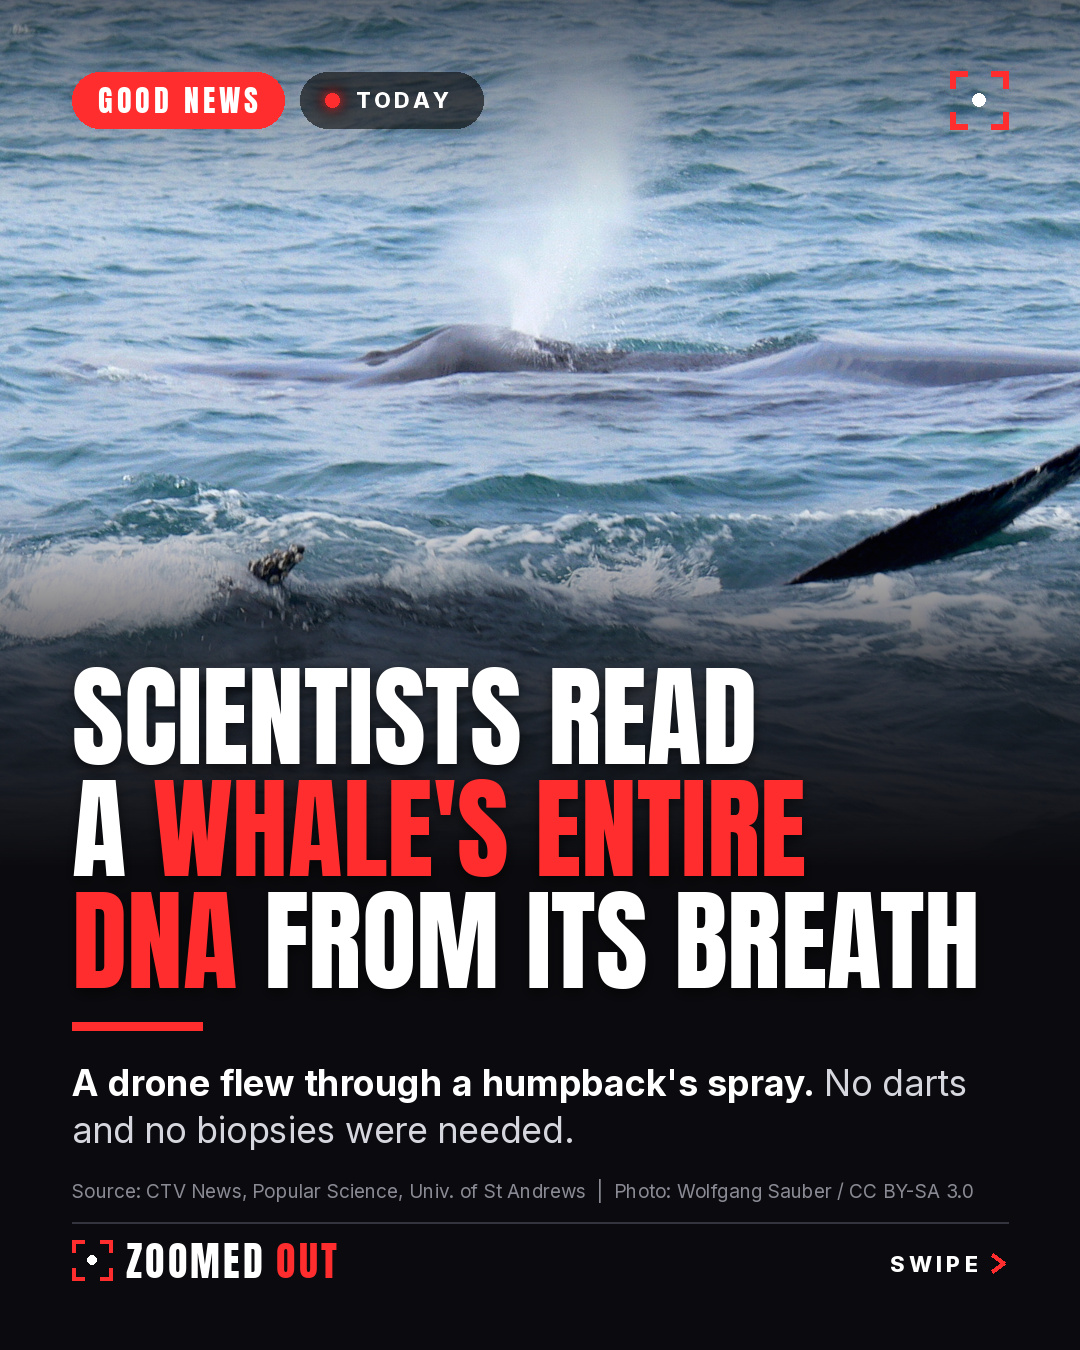 GOOD NEWS
TODAY
SCIENTISTS READ
A WHALE'S ENTIRE
DNA FROM ITS BREATH
A drone flew through a humpback's spray. No darts
and no biopsies were needed.
Source: CTV News, Popular Science, Univ. of St Andrews | Photo: Wolfgang Sauber / CC BY-SA 3.0
ZOOMED OUT
SWIPE